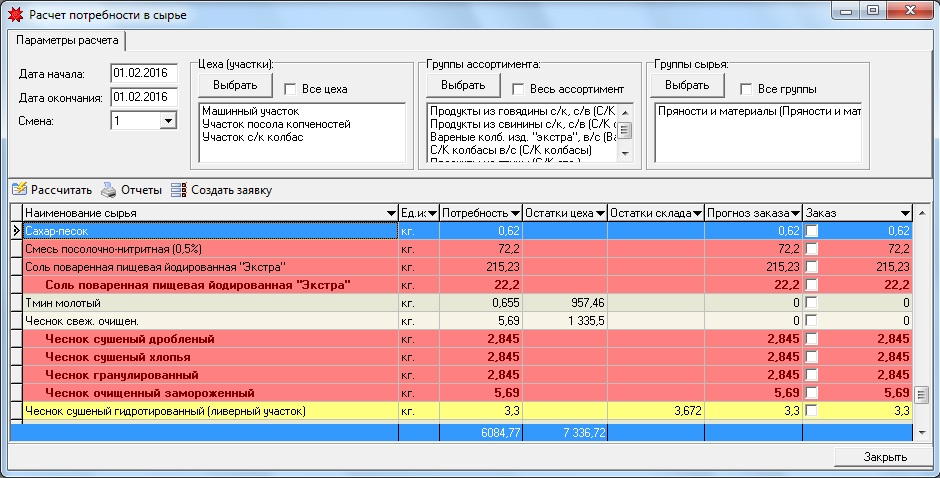 Расчет потребности в сырье
Параметры расчета
Дата начала: 01.02.2016
Дата окончания: 01.02.2016
Смена: 1
Цеха (участки):
Выбрать Все цеха
Машинный участок
Участок посола копченостей
Участок с/к колбас
Группы ассортимента:
Выбрать Весь ассортимент
Продукты из говядины с/к, с/в (С/К
Продукты из свинины с/к, с/в (С/К
Вареные колб. изд. "экстра", в/с (Ва
С/К колбасы в/с (С/К колбасы)
Продукты из птицы (С/К
Группы сырья:
Выбрать Все группы
Пряности и материалы (Пряности и мат
Рассчитать Отчеты Создать заявку
Наименование сырья Ед.из Потребность Остатки цеха Остатки склада Прогноз заказа Заказ
Сахар-песок кг. 0,62 0,62 0,62
Смесь посолочно-нитритная (0,5%) кг. 72,2 72,2 72,2
Соль поваренная пищевая йодированная "Экстра" кг. 215,23 215,23 215,23
Соль поваренная пищевая йодированная "Экстра" кг. 22,2 22,2 22,2
Тмин молотый кг. 0,655 957,46 0 0
Чеснок свеж. очищен. кг. 5,69 1 335,5 0 0
Чеснок сушеный дробленый кг. 2,845 2,845 2,845
Чеснок сушеный хлопья кг. 2,845 2,845 2,845
Чеснок гранулированный кг. 2,845 2,845 2,845
Чеснок очищенный замороженный кг. 5,69 5,69 5,69
Чеснок сушеный гидротированный (ливерный участок) кг. 3,3 3,672 3,3 3,3
6084,77 7 336,72
Закрыть